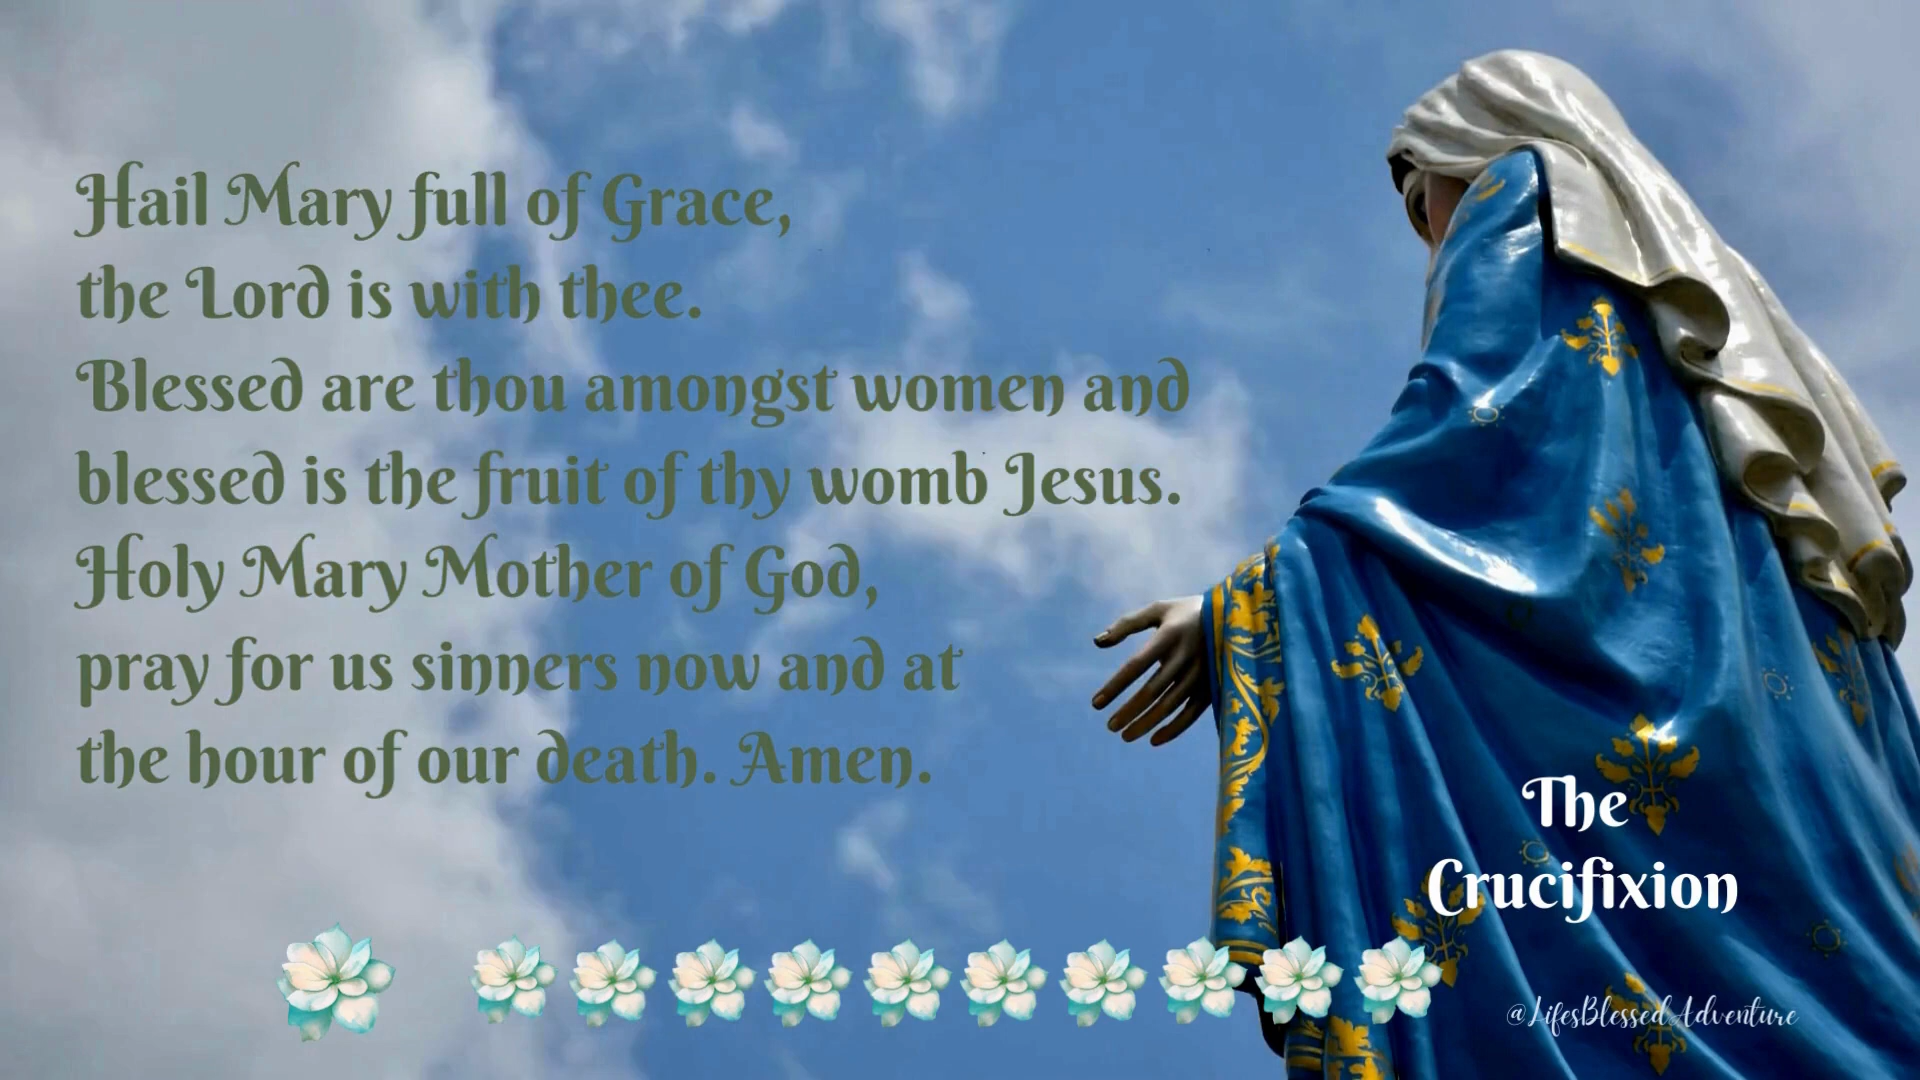 Hail Mary full of Grace,
the Lord is with thee.
Blessed are thou amongst women and
blessed is the fruit of thy womb Jesus.
Holy Mary Mother of God,
pray for us sinners now and at
the hour of our death. Amen.
The
Crucifixion
@LifesBlessedAdventure